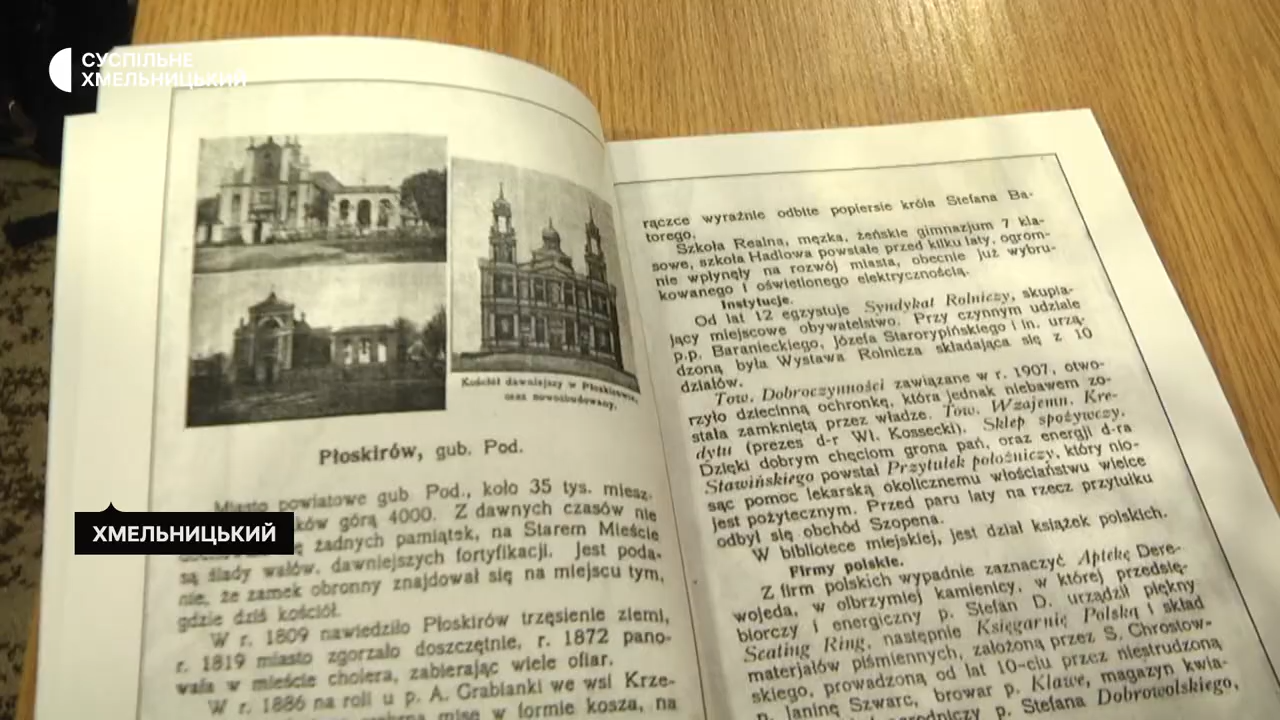 СУСПІЛЬНЕ
ХМЕЛЬНИЦЬКИЙ
Kościół dawniejszy w Płoskirowie,
oraz nowozbudowany.
Płoskirów, gub. Pod.
Miasto powiatowe gub Pod., koło 35 tys. miesz.
ków górą 4000. Z dawnych czasów nie
żadnych pamiątek, na Starem Mieście
są ślady wałów, dawniejszych fortyfikacji. Jest poda-
nie, że zamek obronny znajdował się na miejscu tym,
gdzie dziś kościół.
W r. 1809 nawiedziło Płoskirów trzęsienie ziemi,
r. 1819 miasto zgorzało doszczętnie, r. 1872 pano-
wała w mieście cholera, zabierając wiele ofiar.
W r. 1886 na roli u p. A. Grabianki we wsi Krze-
misę w formie kosza, na
ХМЕЛЬНИЦЬКИЙ
rączce wyraźnie odbite popiersie króla Stefana Ba-
torego.
Szkoła Realna, męzka, żeńskie gimnazjum 7 kla-
sowe, szkoła Hadlowa powstałe przed kilku laty, ogrom-
nie wpłynęły na rozwój miasta, obecnie już wybru-
kowanego i oświetlonego elektrycznością.
Instytucje.
Od lat 12 egzystuje Syndykat Rolniczy, skupia-
jący miejscowe obywatelstwo. Przy czynnym udziale
p.p. Baranieckiego, Józefa Starorypińskiego i in. urzą-
dzoną była Wystawa Rolnicza składająca się z 10
działów.
Tow. Dobroczynności zawiązane w r. 1907, otwo-
rzyło dziecinną ochronkę, która jednak niebawem zo-
stała zamkniętą przez władze. Tow. Wzajemn. Kre-
dytu (prezes d-r Wł. Kossecki). Sklep spożywczy.
Dzięki dobrym chęciom grona pań, oraz energji d-ra
Stawińskiego powstał Przytułek położniczy, który nio-
sąc pomoc lekarską okolicznemu włościaństwu wielce
jest pożytecznym. Przed paru laty na rzecz przytułku
odbył się obchód Szopena.
W bibliotece miejskiej, jest dział książek polskich.
Firmy polskie.
Z firm polskich wypadnie zaznaczyć Aptekę Dere-
wojeda, w olbrzymiej kamienicy, w której przedsię-
biorczy i energiczny p. Stefan D. urządził piękny
Scating Ring, następnie Księgarnię Polską i skład
materjałów piśmiennych, założoną przez S. Chrostow-
skiego, prowadzoną od lat 10-ciu przez niestrudzoną
p. Janinę Szwarc, browar p. Klawe, magazyn kwia-
p. Stefana Dobrowolskiego,